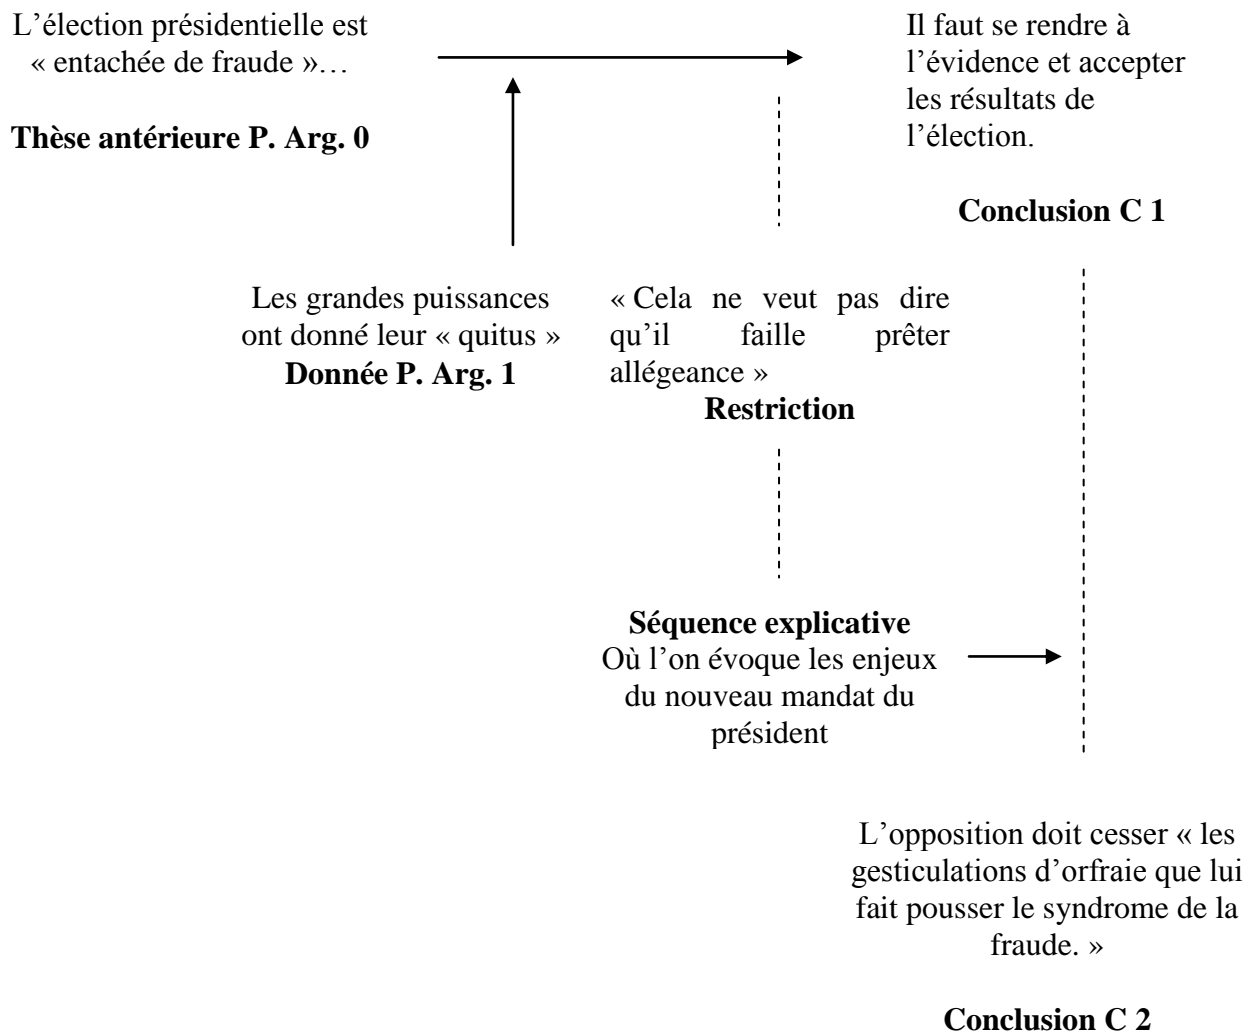 L’élection présidentielle est
« entachée de fraude »…
Thèse antérieure P. Arg. 0
Il faut se rendre à
l’évidence et accepter
les résultats de
l’élection.
Conclusion C 1
Les grandes puissances
ont donné leur « quitus »
Donnée P. Arg. 1
« Cela ne veut pas dire
qu’il faille prêter
allégeance »
Restriction
Séquence explicative
Où l’on évoque les enjeux
du nouveau mandat du
président
L’opposition doit cesser « les
gesticulations d’orfraie que lui
fait pousser le syndrome de la
fraude. »
Conclusion C 2